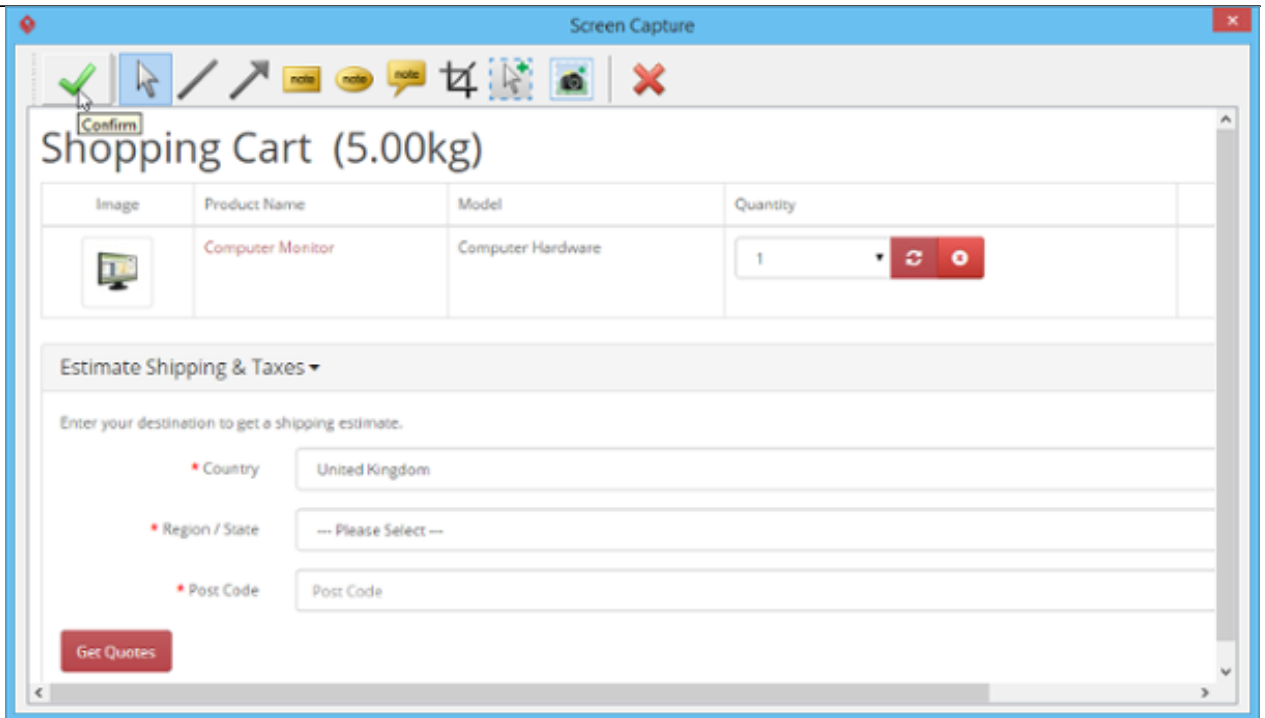 Screen Capture
note note note
Confirm
Shopping Cart (5.00kg)
Image Product Name Model Quantity
Computer Monitor Computer Hardware 1
Estimate Shipping & Taxes
Enter your destination to get a shipping estimate.
* Country United Kingdom
* Region / State --- Please Select ---
* Post Code Post Code
Get Quotes